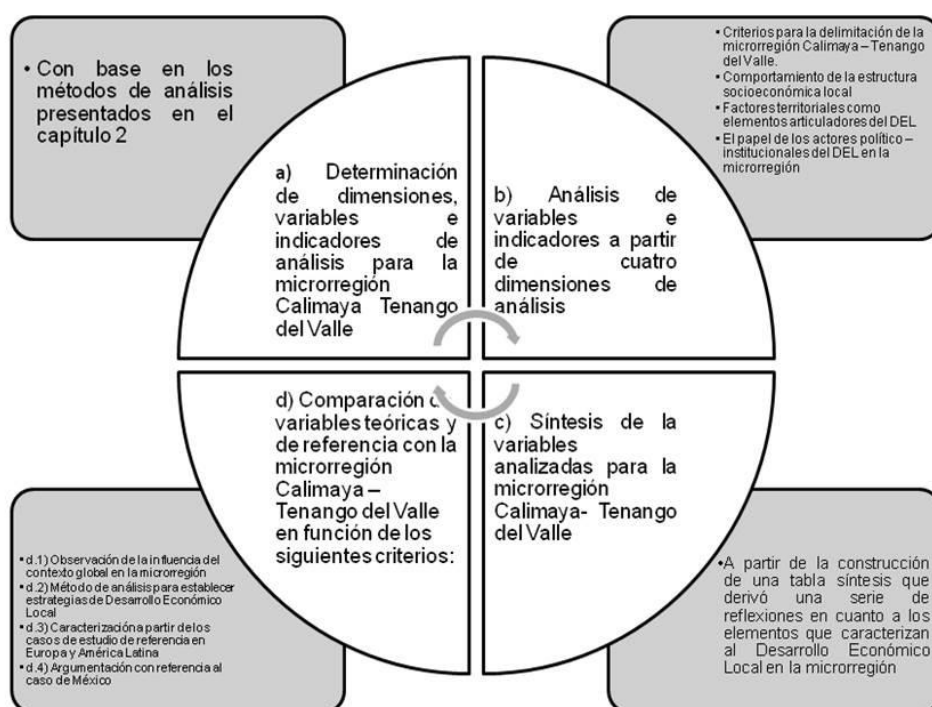 • Con base en los
métodos de análisis
presentados en el
capítulo 2
• Criterios para la delimitación de la
microrregión Calimaya – Tenango
del Valle.
• Comportamiento de la estructura
socioeconómica local
• Factores territoriales como
elementos articuladores del DEL
• El papel de los actores político –
institucionales del DEL en la
microrregión
a) Determinación
de dimensiones,
variables e
indicadores de
análisis para la
microrregión
Calimaya Tenango
del Valle
b) Análisis de
variables e
indicadores a partir
de cuatro
dimensiones de
análisis
d) Comparación
variables teóricas y
de referencia con la
microrregión
Calimaya –
Tenango del Valle
en función de los
siguientes criterios:
c) Síntesis de la
variables
analizadas para la
microrregión
Calimaya- Tenango
del Valle
• d.1) Observación de la influencia del
contexto global en la microrregión
• d.2) Método de análisis para establecer
estrategias de Desarrollo Económico
Local
• d.3) Caracterización a partir de los
casos de estudio de referencia en
Europa y América Latina
• d.4) Argumentación con referencia al
caso de México
• A partir de la construcción
de una tabla síntesis que
derivó una serie de
reflexiones en cuanto a los
elementos que caracterizan
al Desarrollo Económico
Local en la microrregión